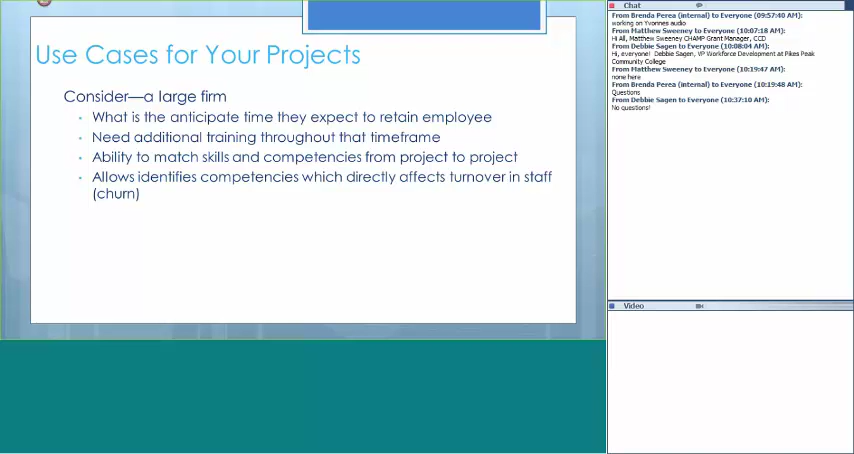 Use Cases for Your Projects
Consider—a large firm
• What is the anticipate time they expect to retain employee
• Need additional training throughout that timeframe
• Ability to match skills and competencies from project to project
• Allows identifies competencies which directly affects turnover in staff
(churn)
Chat
From Brenda Perea (internal) to Everyone (09:57:40 AM):
working on Yvonnes audio
From Matthew Sweeney to Everyone (10:07:18 AM):
Hi All, Matthew Sweeney CHAMP Grant Manager, CCD
From Debbie Sagen to Everyone (10:08:04 AM):
Hi, everyone! Debbie Sagen, VP Workforce Development at Pikes Peak
Community College
From Matthew Sweeney to Everyone (10:19:47 AM):
none here
From Brenda Perea (internal) to Everyone (10:19:48 AM):
Questions
From Debbie Sagen to Everyone (10:37:10 AM):
No questions!
Video